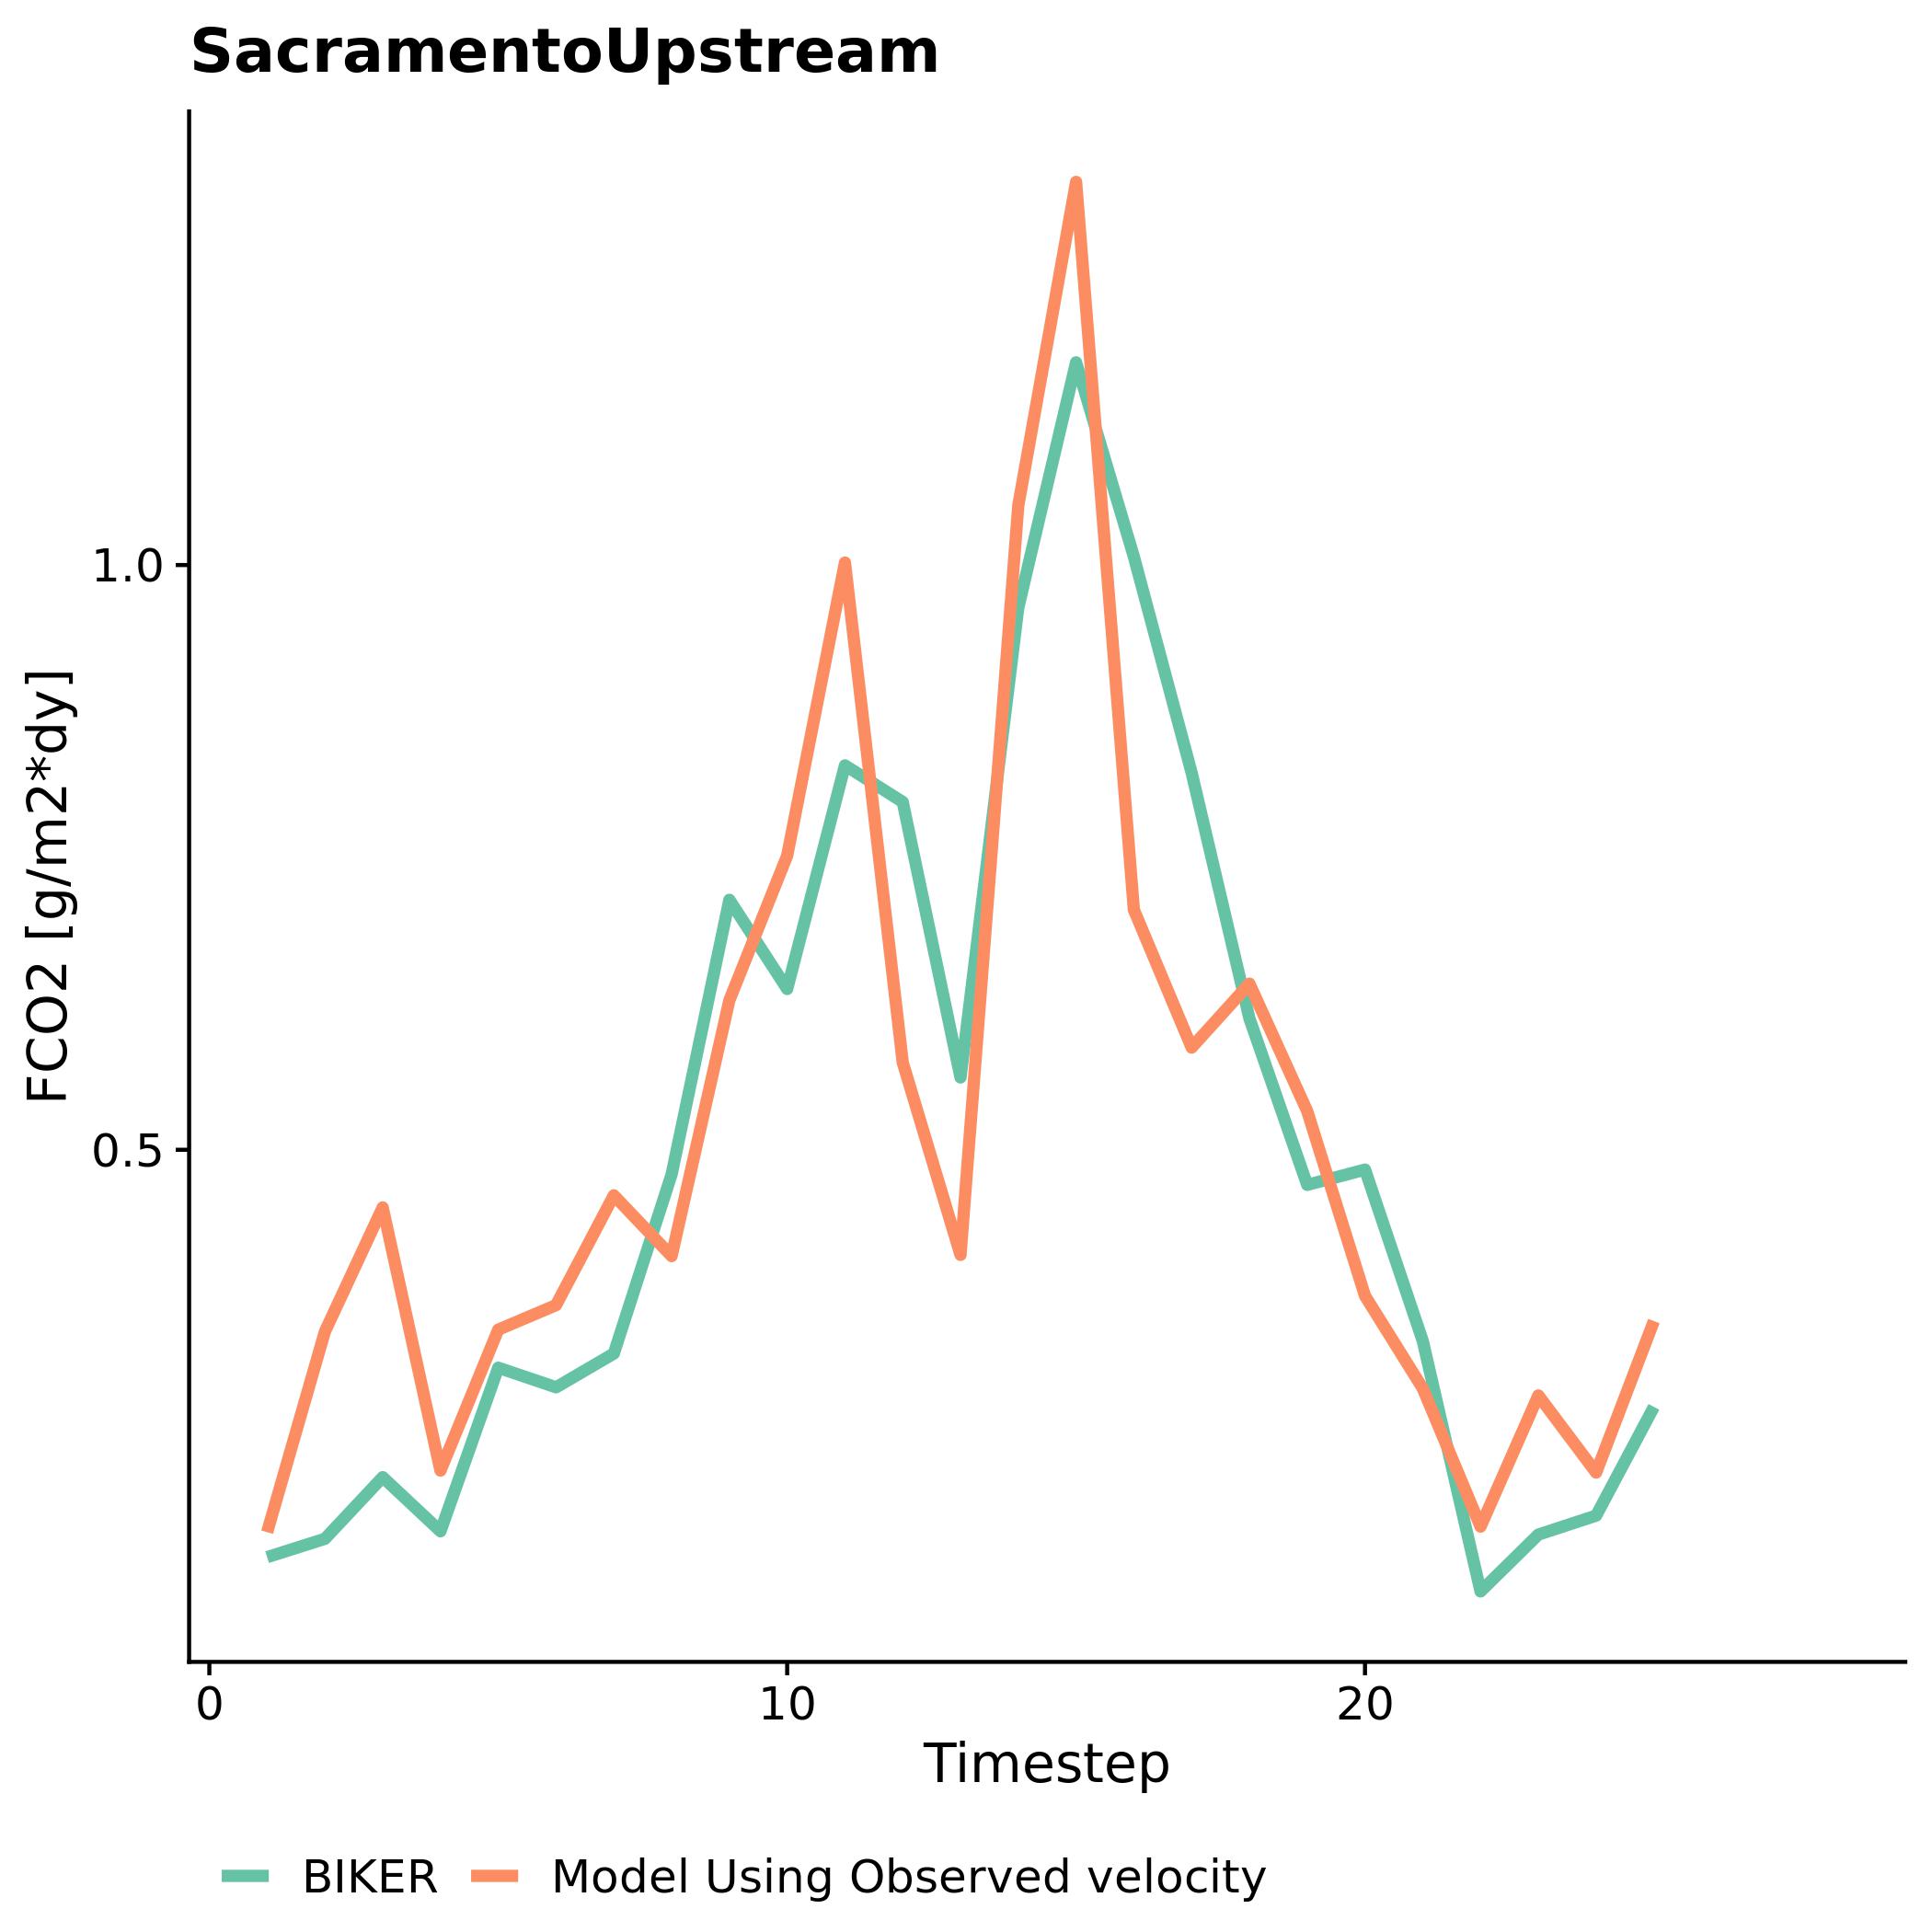 SacramentoUpstream
FCO2 [g/m2*dy]
1.0
0.5
0 10 20
Timestep
BIKER Model Using Observed velocity